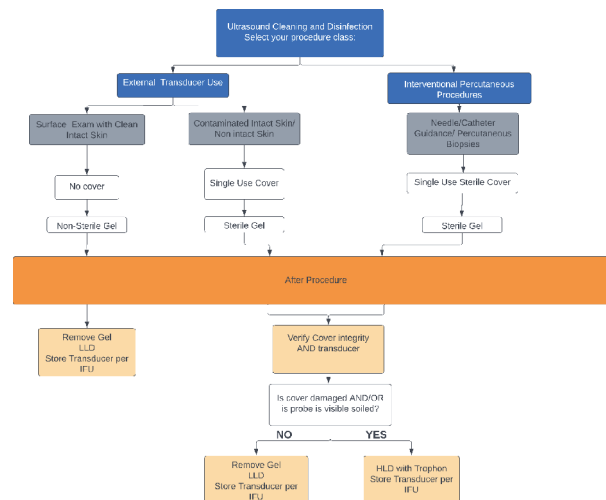 Ultrasound Cleaning and Disinfection
Select your procedure class:
External Transducer Use
Interventional Percutaneous
Procedures
Surface Exam with Clean
Intact Skin
Contaminated Intact Skin/
Non intact Skin
Needle/Catheter
Guidance/ Percutaneous
Biopsies
No cover
Single Use Cover
Single Use Sterile Cover
Non-Sterile Gel
Sterile Gel
Sterile Gel
After Procedure
Remove Gel
LLD
Store Transducer per
IFU
Verify Cover integrity
AND transducer
Is cover damaged AND/OR
is probe is visible soiled?
NO
YES
Remove Gel
LLD
Store Transducer per
IFU
HLD with Trophon
Store Transducer per
IFU